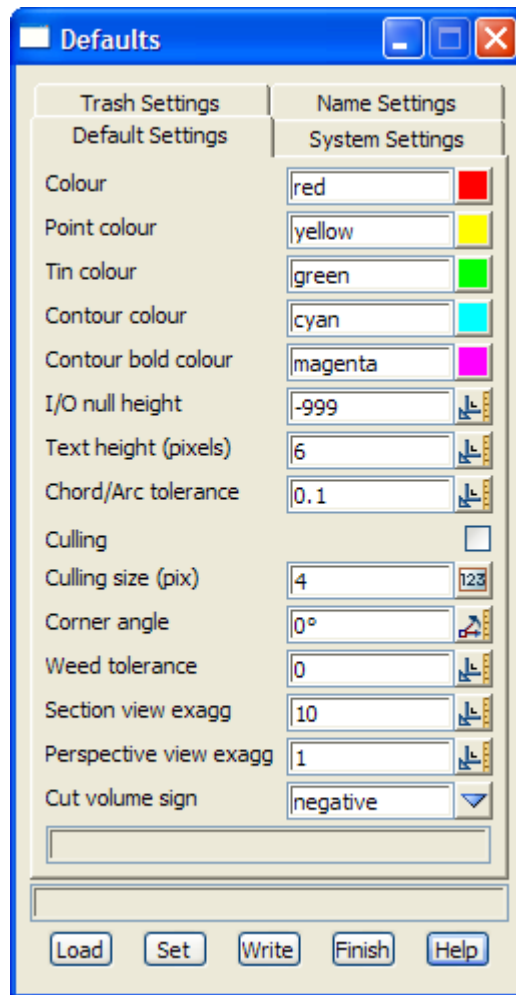 Defaults
Trash Settings Name Settings
Default Settings System Settings
Colour red
Point colour yellow
Tin colour green
Contour colour cyan
Contour bold colour magenta
I/O null height -999
Text height (pixels) 6
Chord/Arc tolerance 0.1
Culling
Culling size (pix) 4 123
Corner angle 0°
Weed tolerance 0
Section view exagg 10
Perspective view exagg 1
Cut volume sign negative
Load Set Write Finish Help